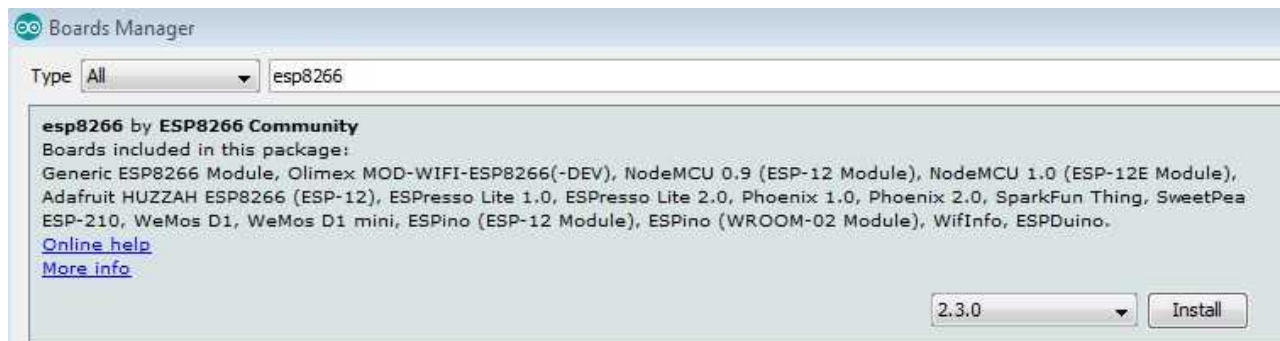 Boards Manager
Type All esp8266
esp8266 by ESP8266 Community
Boards included in this package:
Generic ESP8266 Module, Olimex MOD-WIFI-ESP8266(-DEV), NodeMCU 0.9 (ESP-12 Module), NodeMCU 1.0 (ESP-12E Module),
Adafruit HUZZAH ESP8266 (ESP-12), ESPresso Lite 1.0, ESPresso Lite 2.0, Phoenix 1.0, Phoenix 2.0, SparkFun Thing, SweetPea
ESP-210, WeMos D1, WeMos D1 mini, ESPino (ESP-12 Module), ESPino (WROOM-02 Module), WifInfo, ESPDuino.
Online help
More info
2.3.0 Install